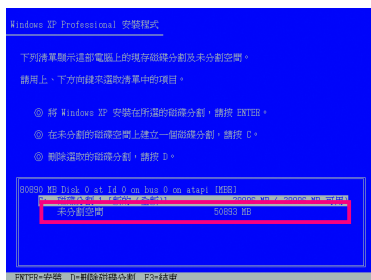 Windows XP Professional 安裝程式
下列清單顯示這部電腦上的現存磁碟分割及未分割空間。
請用上、下方向鍵來選取清單中的項目。
◎ 將 Windows XP 安裝在所選的磁碟分割，請按 ENTER。
◎ 在未分割的磁碟空間上建立一個磁碟分割，請按 C。
◎ 刪除選取的磁碟分割，請按 D。
80890 MB Disk 0 at Id 0 on bus 0 on atapi [MBR]
未分割空間 50893 MB
ENTER=安裝 D=刪除磁碟分割 F3=結束